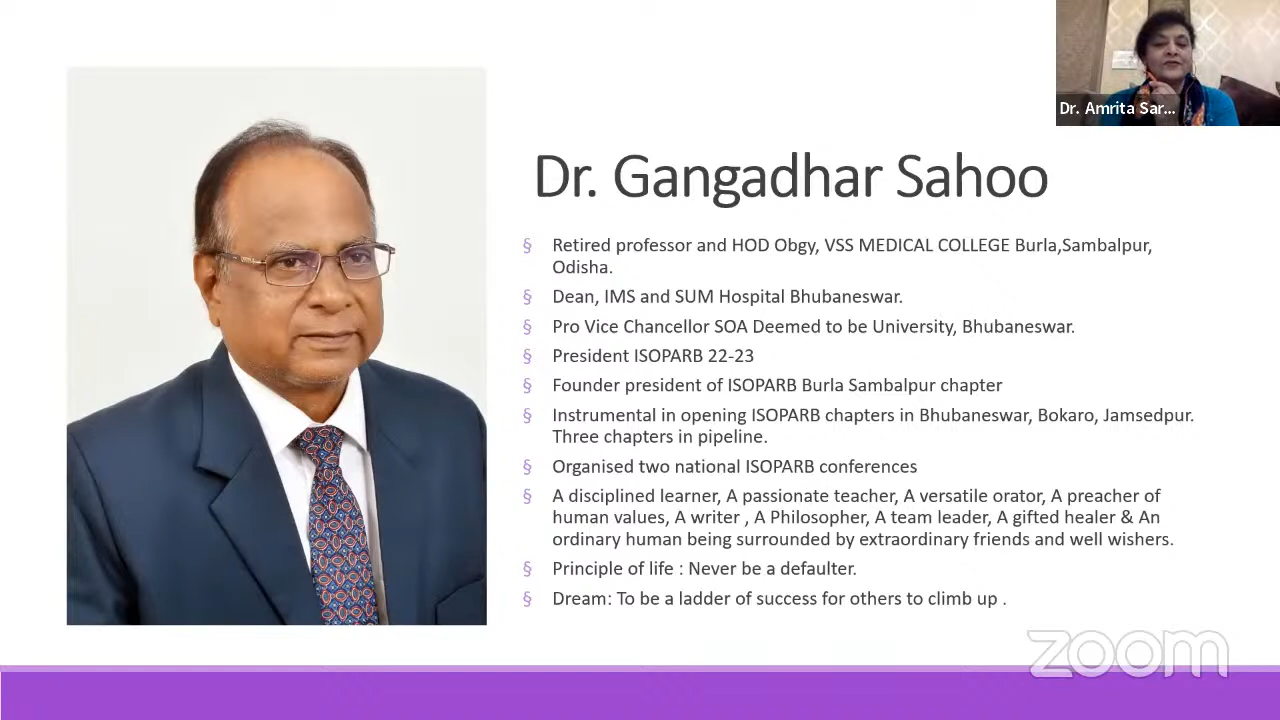 Dr. Amrita Sar...
Dr. Gangadhar Sahoo
§ Retired professor and HOD Obgy, VSS MEDICAL COLLEGE Burla,Sambalpur,
Odisha.
§ Dean, IMS and SUM Hospital Bhubaneswar.
§ Pro Vice Chancellor SOA Deemed to be University, Bhubaneswar.
§ President ISOPARB 22-23
§ Founder president of ISOPARB Burla Sambalpur chapter
§ Instrumental in opening ISOPARB chapters in Bhubaneswar, Bokaro, Jamsedpur.
Three chapters in pipeline.
§ Organised two national ISOPARB conferences
§ A disciplined learner, A passionate teacher, A versatile orator, A preacher of
human values, A writer , A Philosopher, A team leader, A gifted healer & An
ordinary human being surrounded by extraordinary friends and well wishers.
§ Principle of life : Never be a defaulter.
§ Dream: To be a ladder of success for others to climb up .
zoom